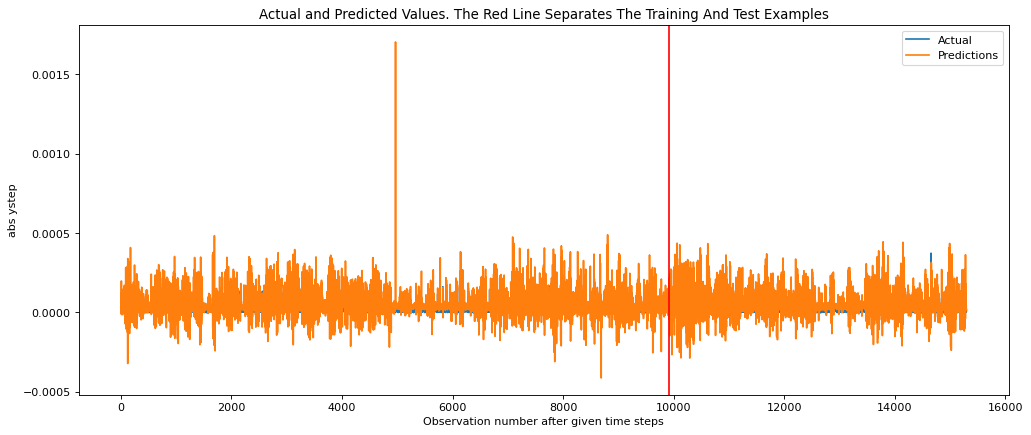 Actual and Predicted Values. The Red Line Separates The Training And Test Examples
Actual
Predictions
abs ystep
0.0015
0.0010
0.0005
0.0000
−0.0005
0 2000 4000 6000 8000 10000 12000 14000 16000
Observation number after given time steps